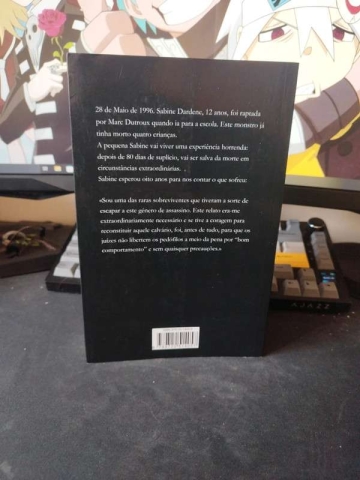 28 de Maio de 1996. Sabine Dardene, 12 anos, foi raptada
por Marc Dutroux quando ia para a escola. Este monstro já
tinha morto quatro crianças.
A pequena Sabine vai viver uma experiência horrenda:
depois de 80 dias de suplício, vai ser salva da morte em
circunstâncias extraordinárias.
Sabine esperou oito anos para nos contar o que sofreu:
«Sou uma das raras sobreviventes que tiveram a sorte de
escapar a este género de assassino. Este relato era-me
extraordinariamente necessário e se tive a coragem para
reconstituir aquele calvário, foi, antes de tudo, para que os
juízes não libertem os pedófilos a meio da pena por "bom
comportamento" e sem quaisquer precauções.»
AJAZZ